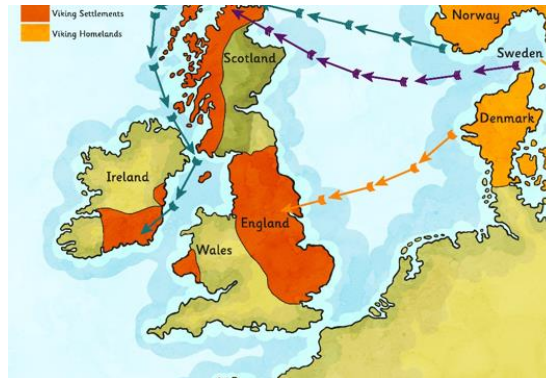 Viking Settlements
Viking Homelands
Norway
Sweden
Scotland
Denmark
Ireland
England
Wales